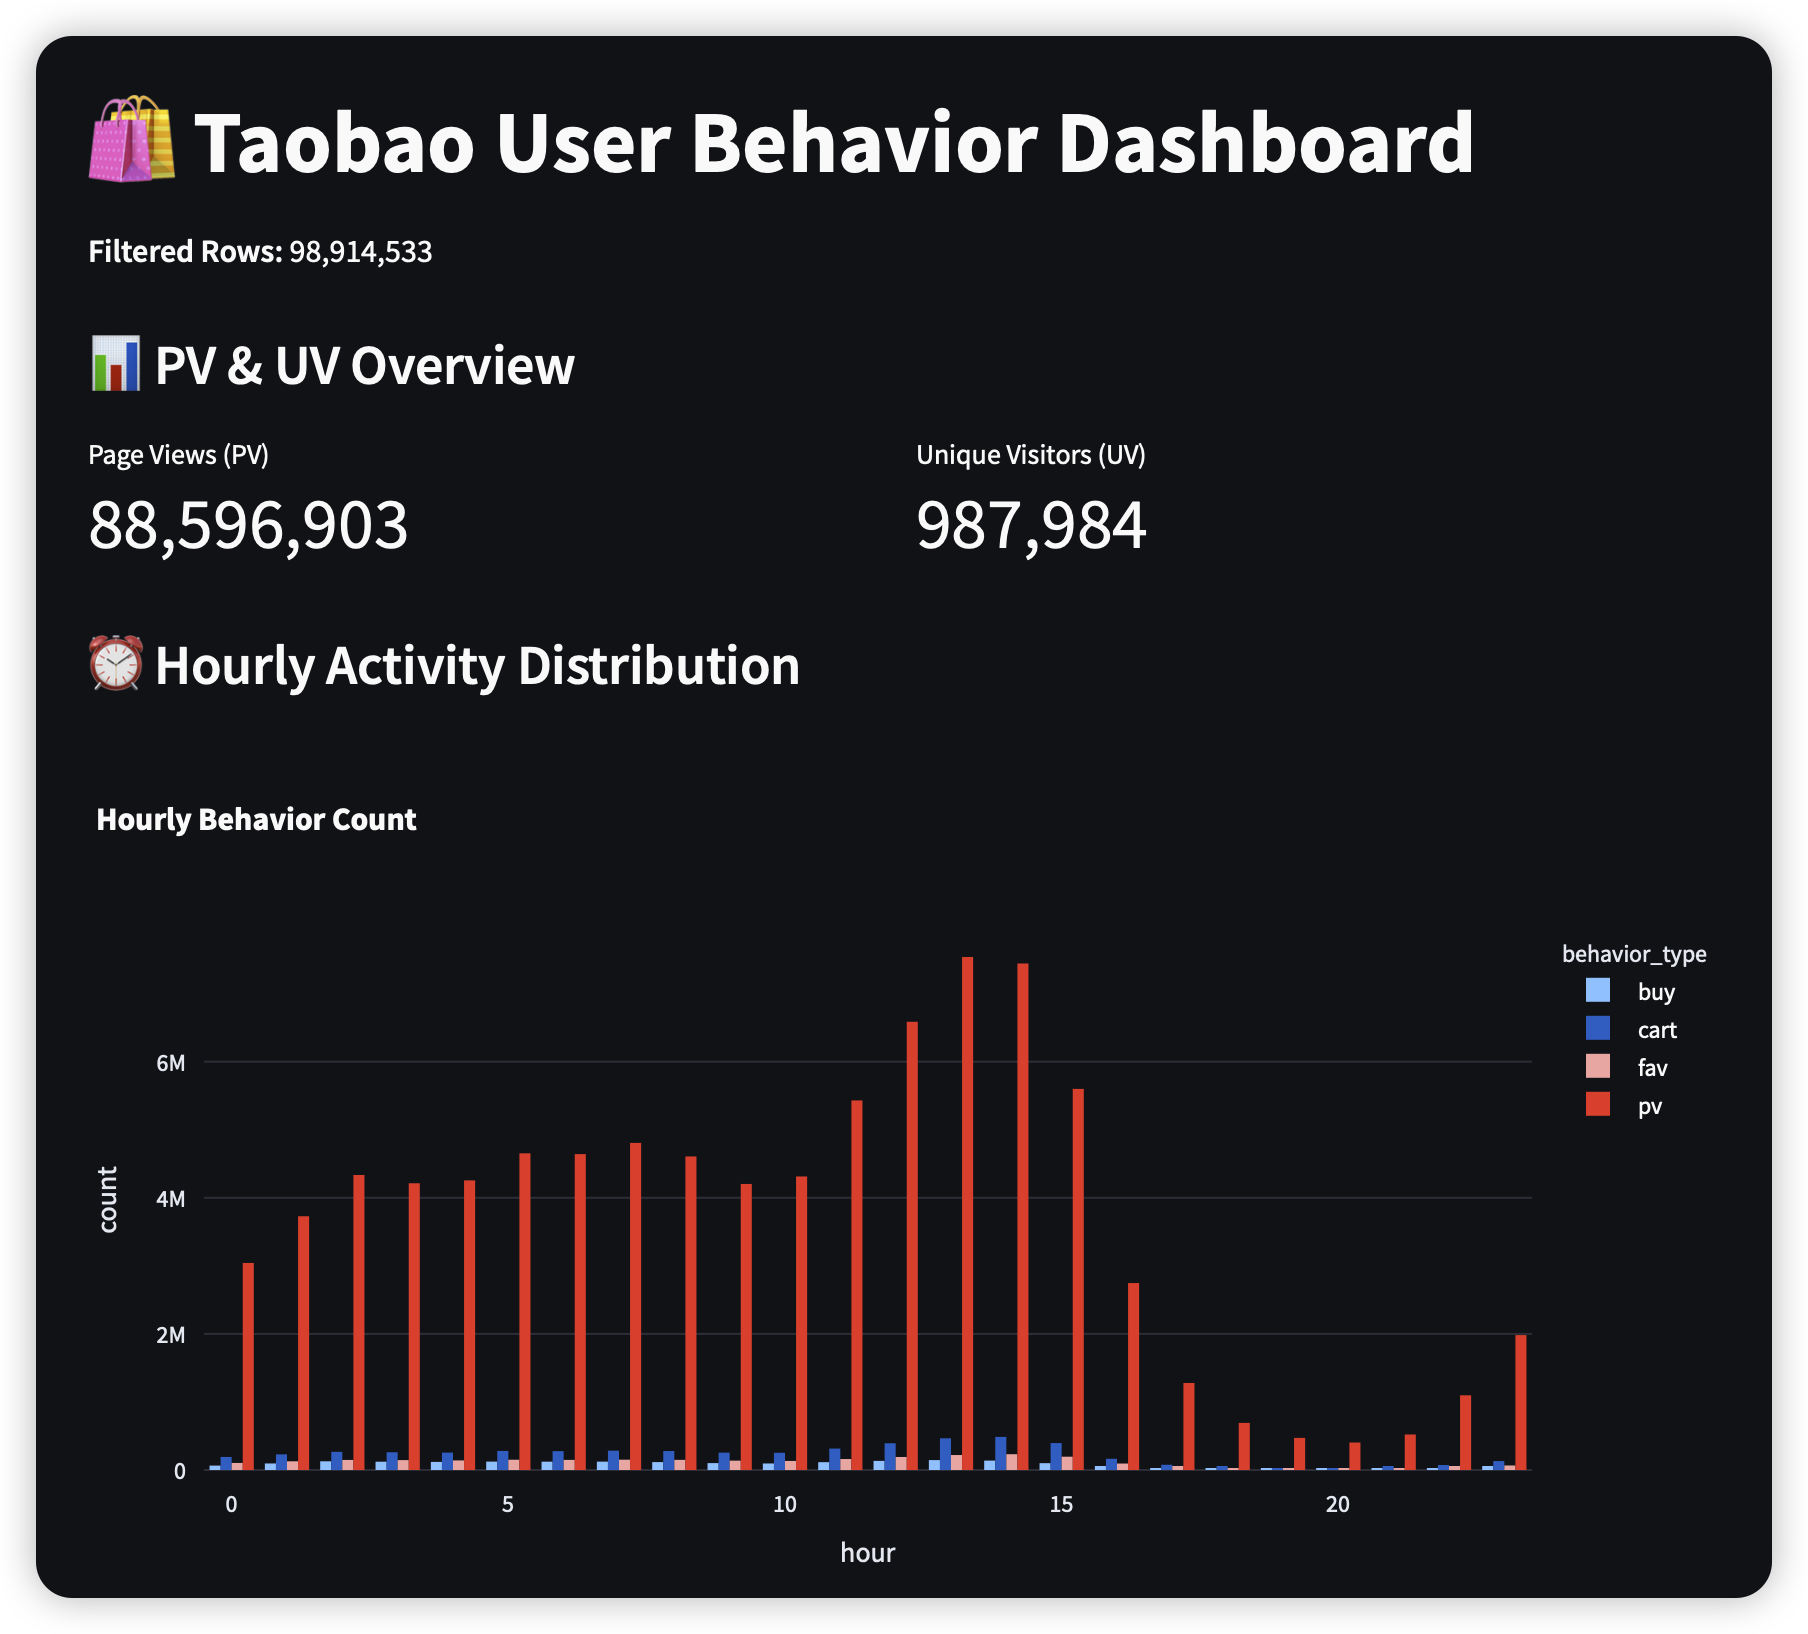 Taobao User Behavior Dashboard
Filtered Rows: 98,914,533
PV & UV Overview
Page Views (PV)
Unique Visitors (UV)
88,596,903
987,984
Hourly Activity Distribution
Hourly Behavior Count
behavior_type
buy
cart
fav
pv
6M
4M
2M
0
count
0 5 10 15 20
hour